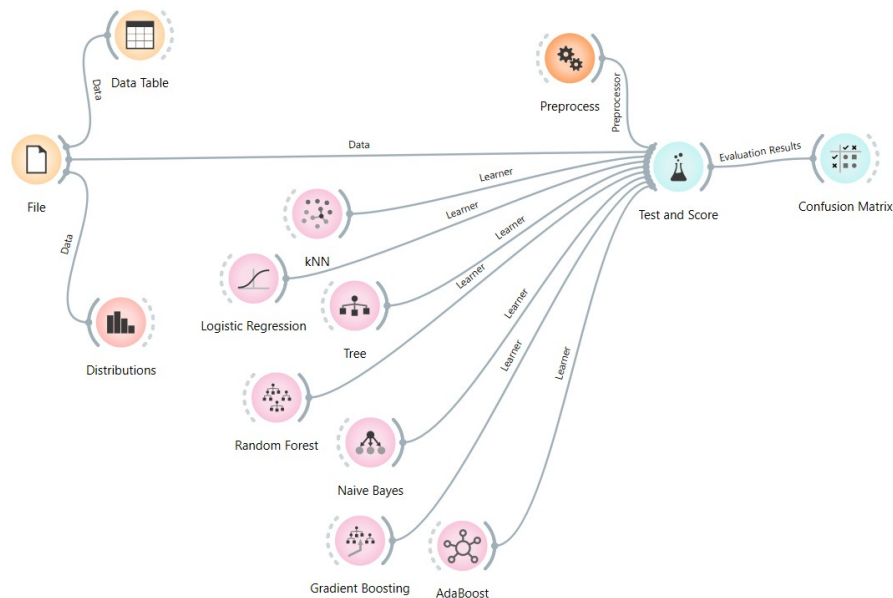 Data Table
Data
Preprocess
Preprocessor
File
Data
Test and Score
Evaluation Results
Confusion Matrix
Data
Distributions
kNN
Learner
Logistic Regression
Learner
Tree
Learner
Random Forest
Learner
Naive Bayes
Learner
Gradient Boosting
Learner
AdaBoost
Learner